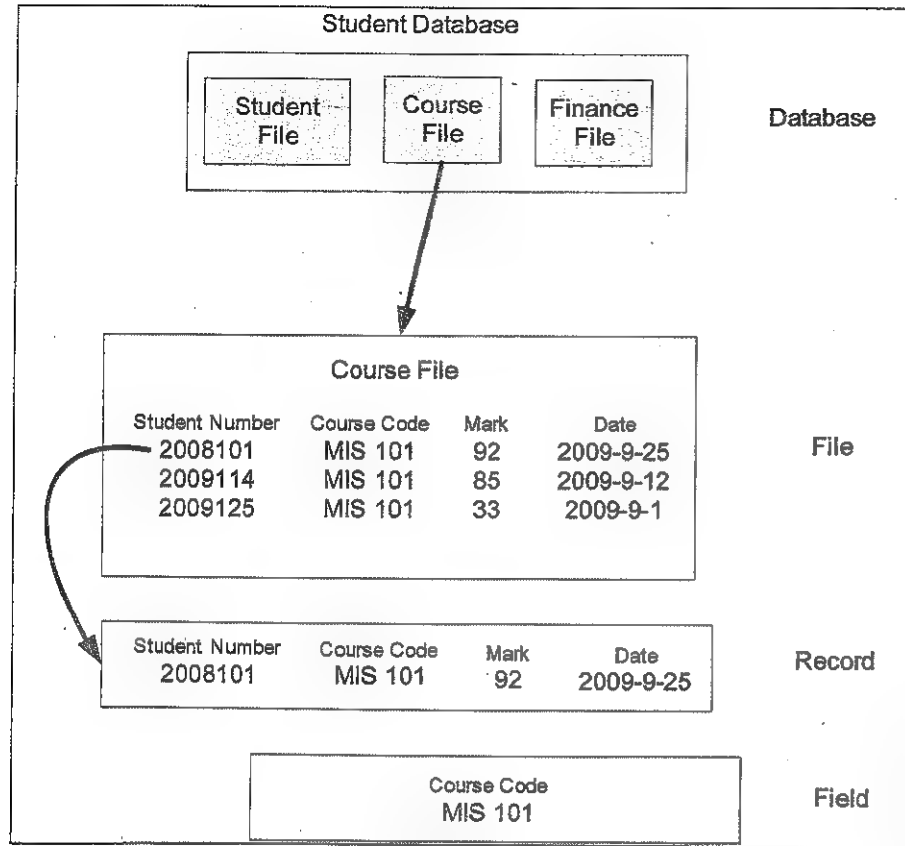 Student Database
Student File
Course File
Finance File
Database
Course File
Student Number Course Code Mark Date
2008101 MIS 101 92 2009-9-25
2009114 MIS 101 85 2009-9-12
2009125 MIS 101 33 2009-9-1
File
Student Number Course Code Mark Date
2008101 MIS 101 92 2009-9-25
Record
Course Code
MIS 101
Field